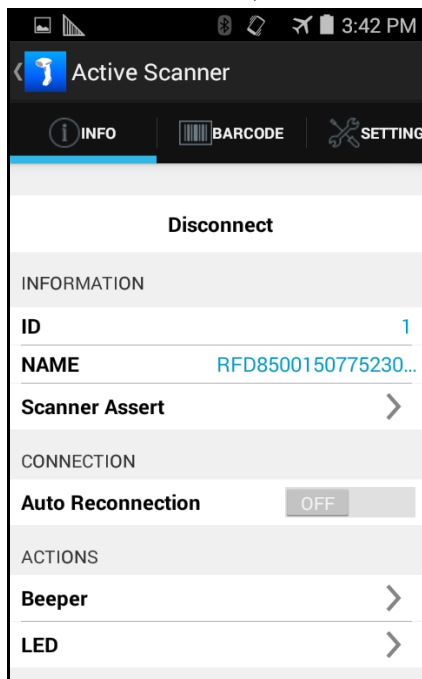 3:42 PM
Active Scanner
INFO BARCODE SETTING
Disconnect
INFORMATION
ID 1
NAME RFD8500150775230...
Scanner Assert
CONNECTION
Auto Reconnection OFF
ACTIONS
Beeper
LED